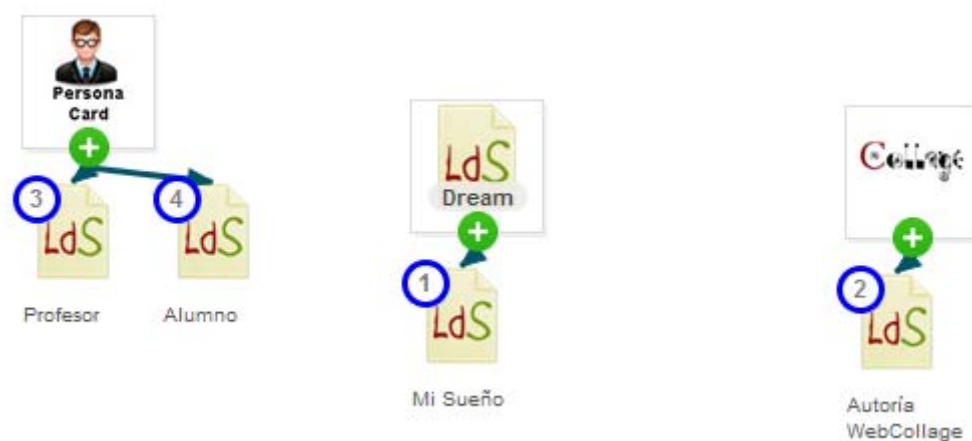 Persona
Card
3
4
LdS
LdS
Profesor
Alumno
LdS
Dream
1
LdS
Mi Sueño
Collage
2
LdS
Autoría
WebCollage